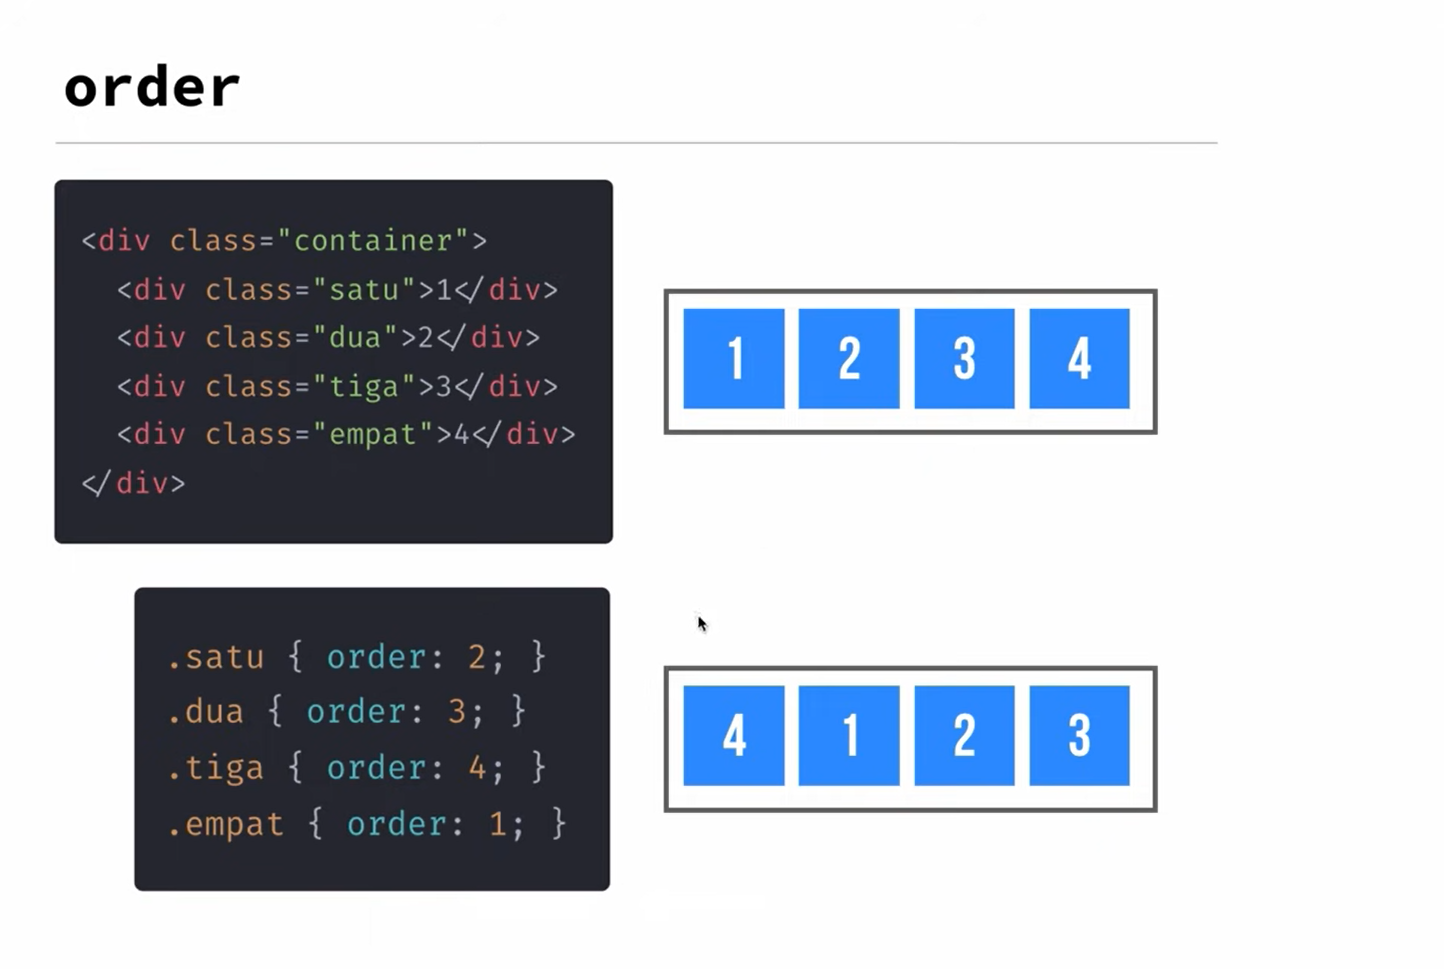 order
<div class="container">
  <div class="satu">1</div>
  <div class="dua">2</div>
  <div class="tiga">3</div>
  <div class="empat">4</div>
</div>
1 2 3 4
.satu { order: 2; }
.dua { order: 3; }
.tiga { order: 4; }
.empat { order: 1; }
4 1 2 3